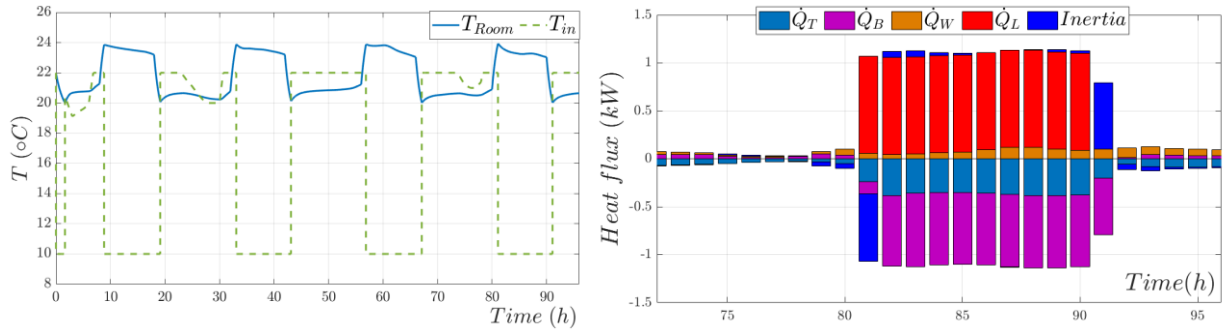 T_Room T_in
26
24
22
20
18
16
14
12
10
8
0 10 20 30 40 50 60 70 80 90
T (∘C)
Time (h)
Q̇_T Q̇_B Q̇_W Q̇_L Inertia
1.5
1
0.5
0
-0.5
-1
-1.5
75 80 85 90 95
Heat flux (kW)
Time(h)